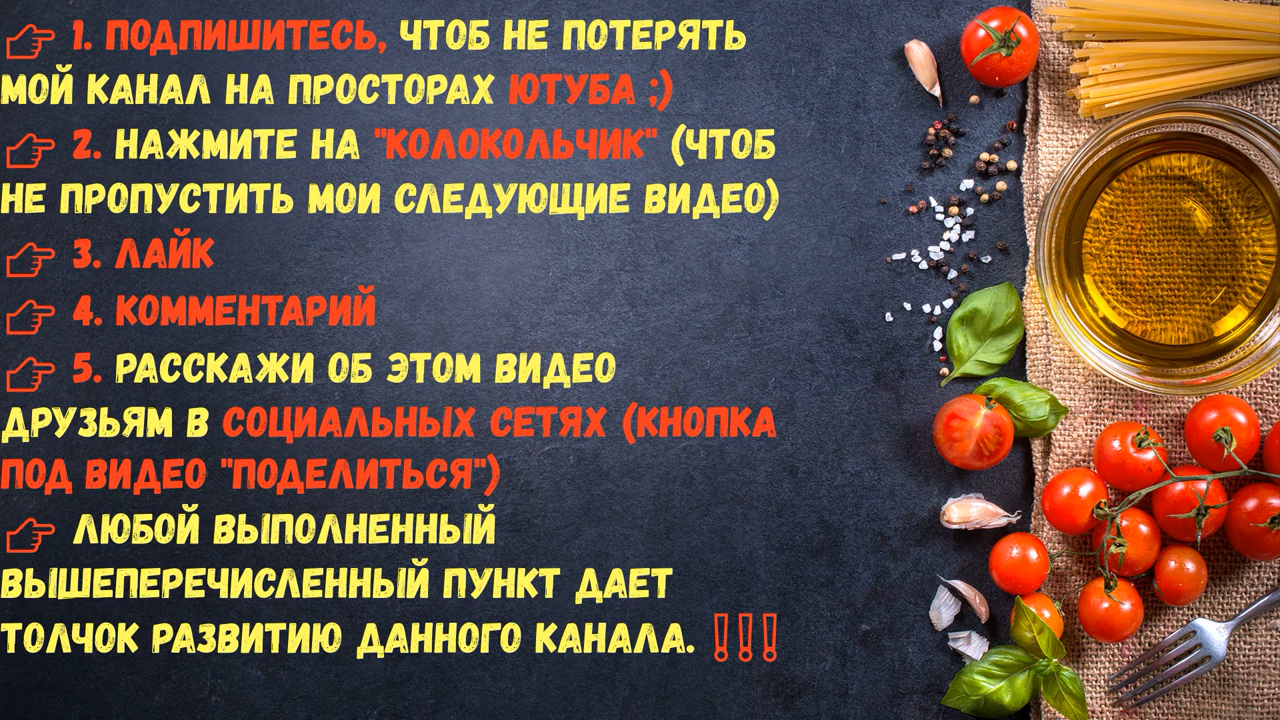 👉 1. ПОДПИШИТЕСЬ, ЧТОБ НЕ ПОТЕРЯТЬ
МОЙ КАНАЛ НА ПРОСТОРАХ ЮТУБА ;)
👉 2. НАЖМИТЕ НА "КОЛОКОЛЬЧИК" (ЧТОБ
НЕ ПРОПУСТИТЬ МОИ СЛЕДУЮЩИЕ ВИДЕО)
👉 3. ЛАЙК
👉 4. КОММЕНТАРИЙ
👉 5. РАССКАЖИ ОБ ЭТОМ ВИДЕО
ДРУЗЬЯМ В СОЦИАЛЬНЫХ СЕТЯХ (КНОПКА
ПОД ВИДЕО "ПОДЕЛИТЬСЯ")
👉 ЛЮБОЙ ВЫПОЛНЕННЫЙ
ВЫШЕПЕРЕЧИСЛЕННЫЙ ПУНКТ ДАЕТ
ТОЛЧОК РАЗВИТИЮ ДАННОГО КАНАЛА. ❗❗❗